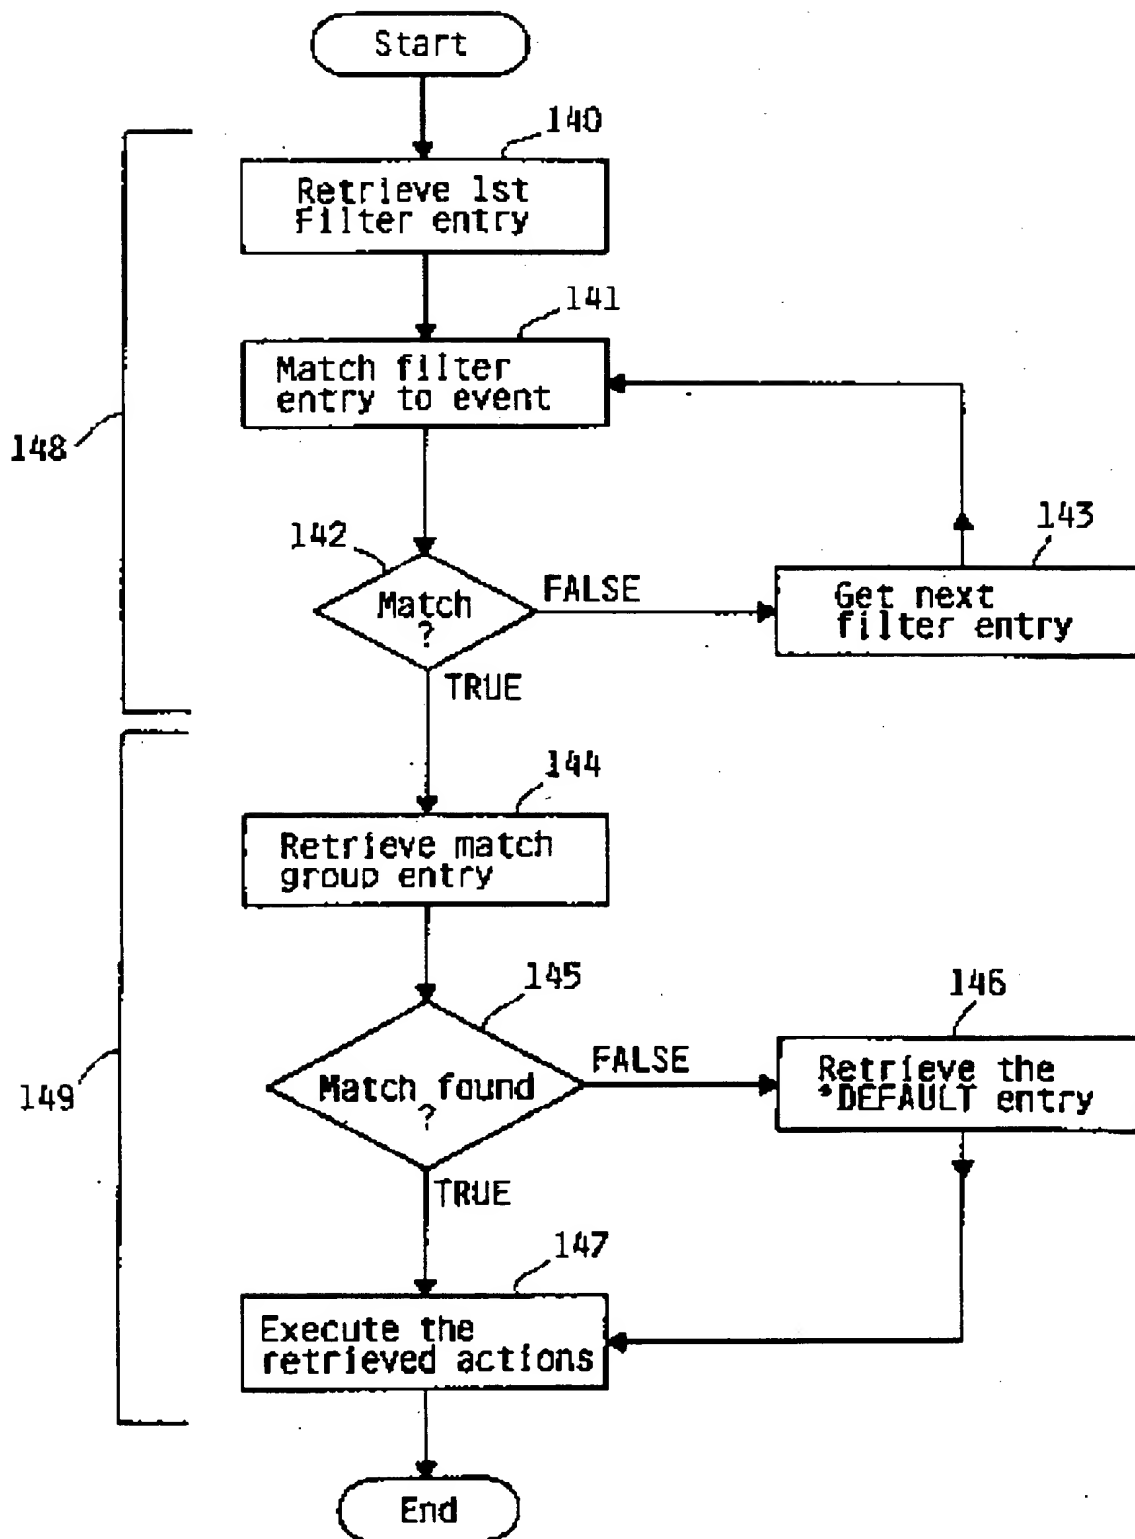 Start
140
Retrieve 1st
Filter entry
141
Match filter
entry to event
148
142
Match
?
FALSE
143
Get next
filter entry
TRUE
144
Retrieve match
group entry
145
Match found
?
FALSE
146
Retrieve the
*DEFAULT entry
149
TRUE
147
Execute the
retrieved actions
End